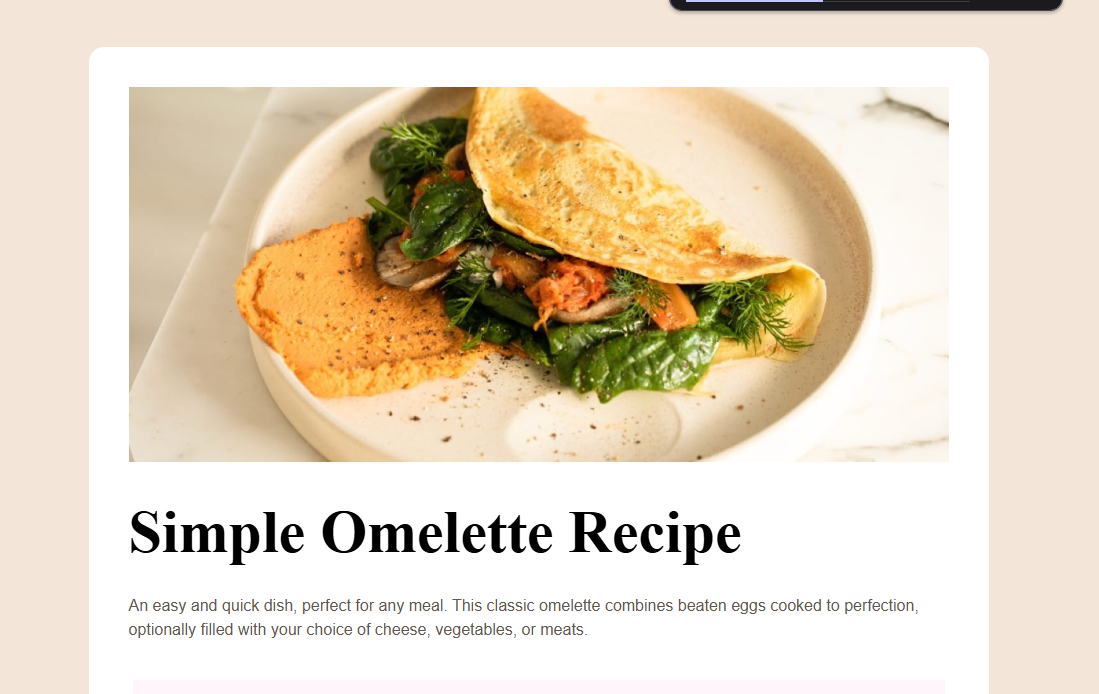 Simple Omelette Recipe
An easy and quick dish, perfect for any meal. This classic omelette combines beaten eggs cooked to perfection,
optionally filled with your choice of cheese, vegetables, or meats.